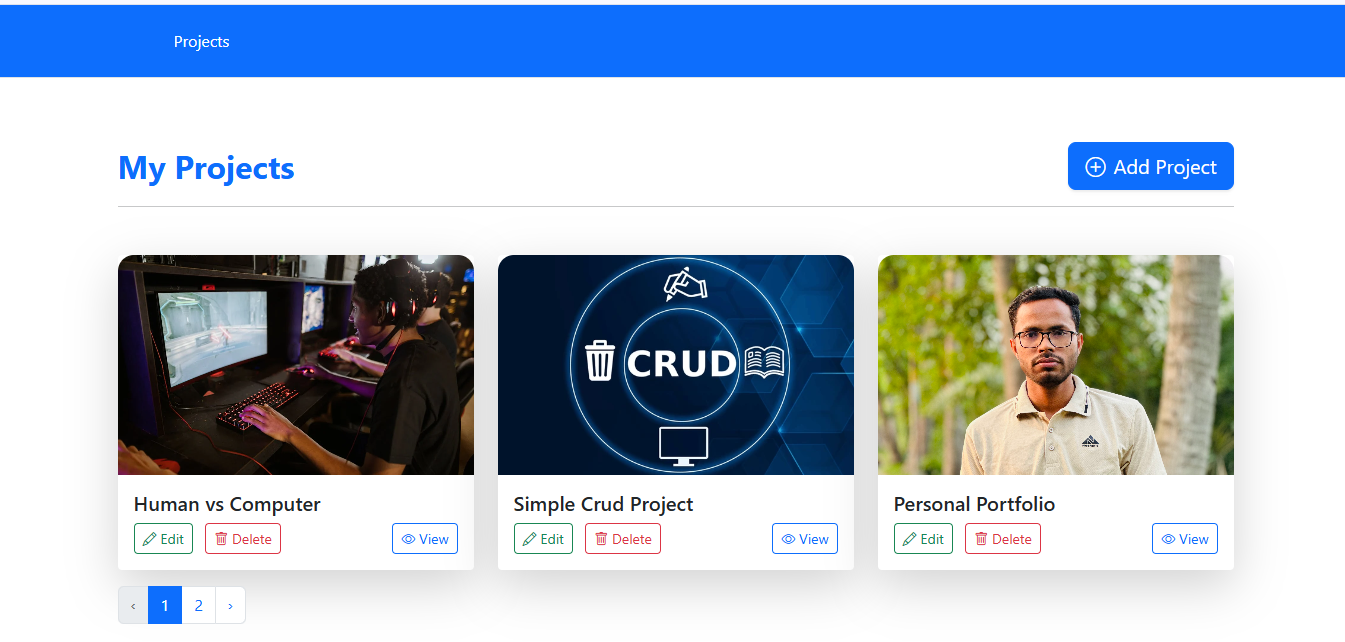 Projects
My Projects
Add Project
CRUD
Human vs Computer
Edit Delete View
Simple Crud Project
Edit Delete View
Personal Portfolio
Edit Delete View
‹ 1 2 ›